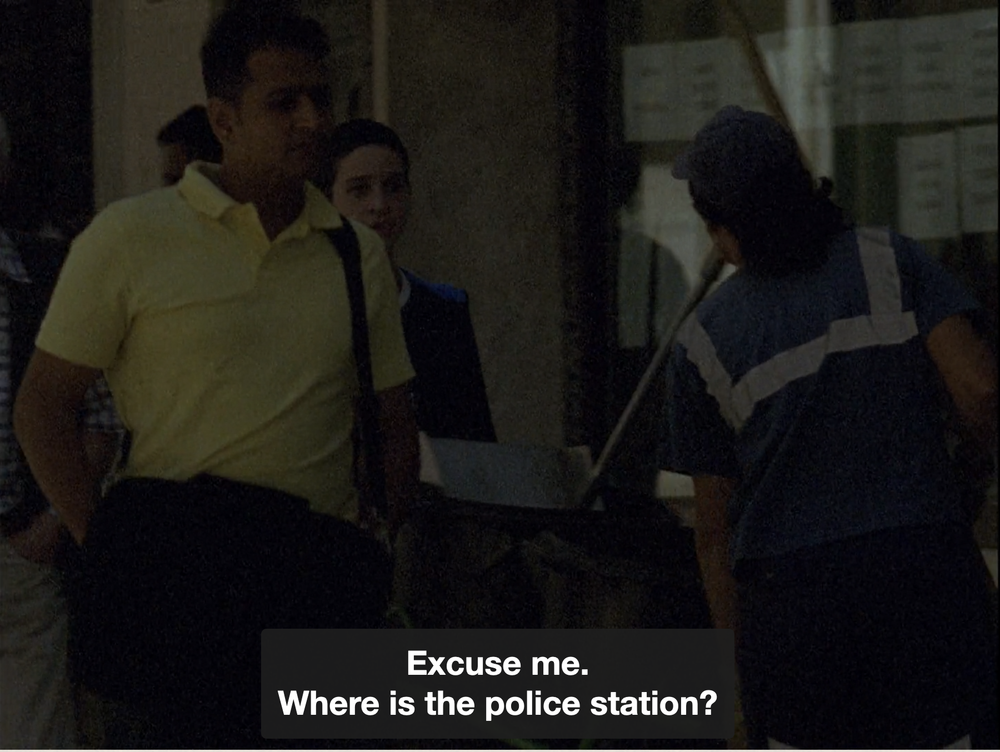 Excuse me.
Where is the police station?